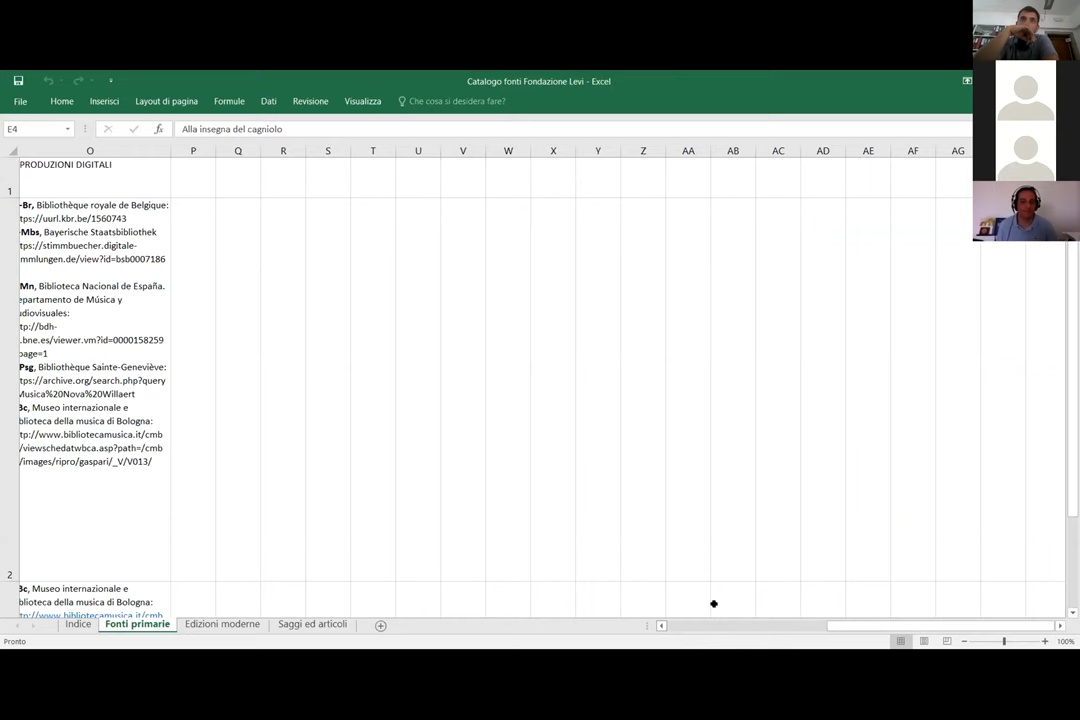 Catalogo fonti Fondazione Levi - Excel
File Home Inserisci Layout di pagina Formule Dati Revisione Visualizza Che cosa si desidera fare?
E4 fx Alla insegna del cagniolo
O P Q R S T U V W X Y Z AA AB AC AD AE AF AG
1
PRODUZIONI DIGITALI
-Br, Bibliothèque royale de Belgique:
tps://uurl.kbr.be/1560743
-Mbs, Bayerische Staatsbibliothek
tps://stimmbuecher.digitale-
mmlungen.de/view?id=bsb0007186
Mn, Biblioteca Nacional de España.
epartamento de Música y
udiovisuales:
tp://bdh-
.bne.es/viewer.vm?id=0000158259
page=1
Psg, Bibliothèque Sainte-Geneviève:
tps://archive.org/search.php?query
Musica%20Nova%20Willaert
Bc, Museo internazionale e
blioteca della musica di Bologna:
tp://www.bibliotecamusica.it/cmb
/viewschedatwbca.asp?path=/cmb
/images/ripro/gaspari/_V/V013/
2
Bc, Museo internazionale e
blioteca della musica di Bologna:
tp://www.bibliotecamusica.it/cmb
Indice Fonti primarie Edizioni moderne Saggi ed articoli
Pronto 100%